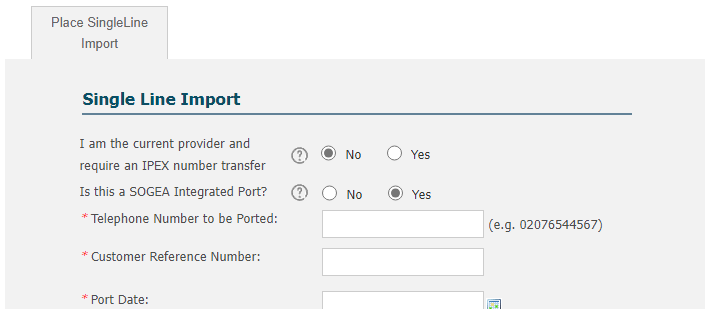 Place SingleLine
Import
Single Line Import
I am the current provider and
require an IPEX number transfer
? No Yes
Is this a SOGEA Integrated Port? ? No Yes
* Telephone Number to be Ported: (e.g. 02076544567)
* Customer Reference Number:
* Port Date: